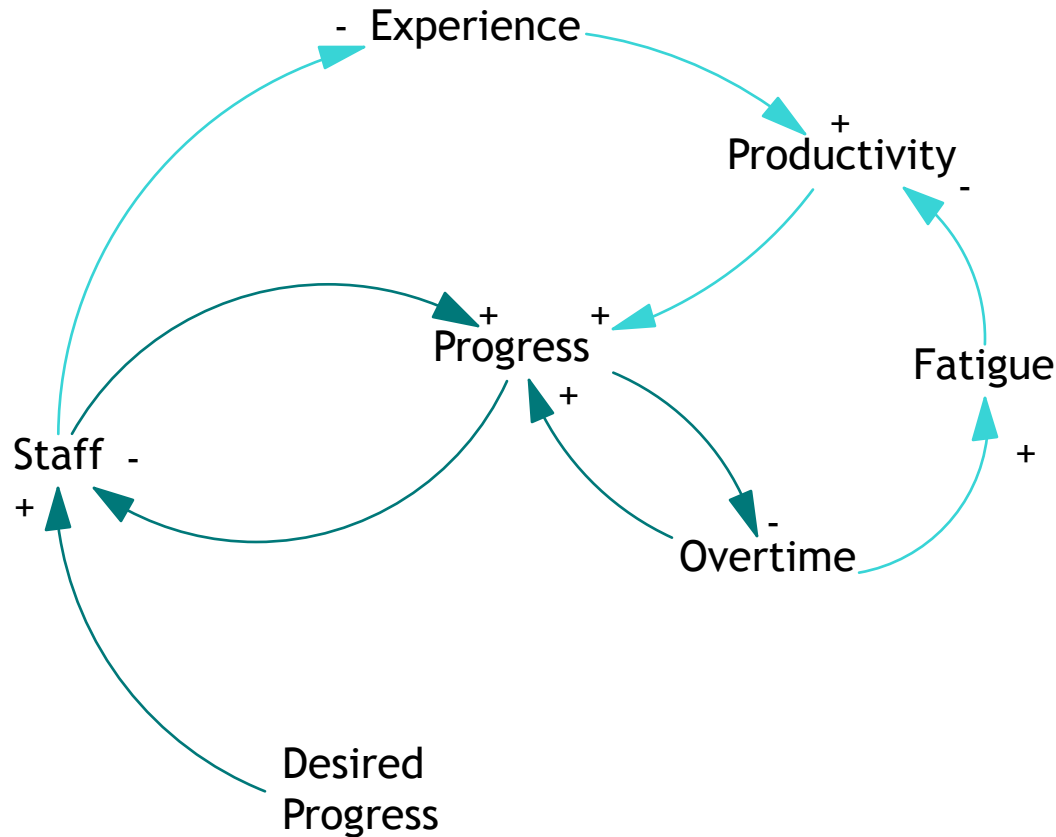 - Experience
+
Productivity
-
+ +
Progress
+
Fatigue
+
Staff -
+
-
Overtime
Desired
Progress